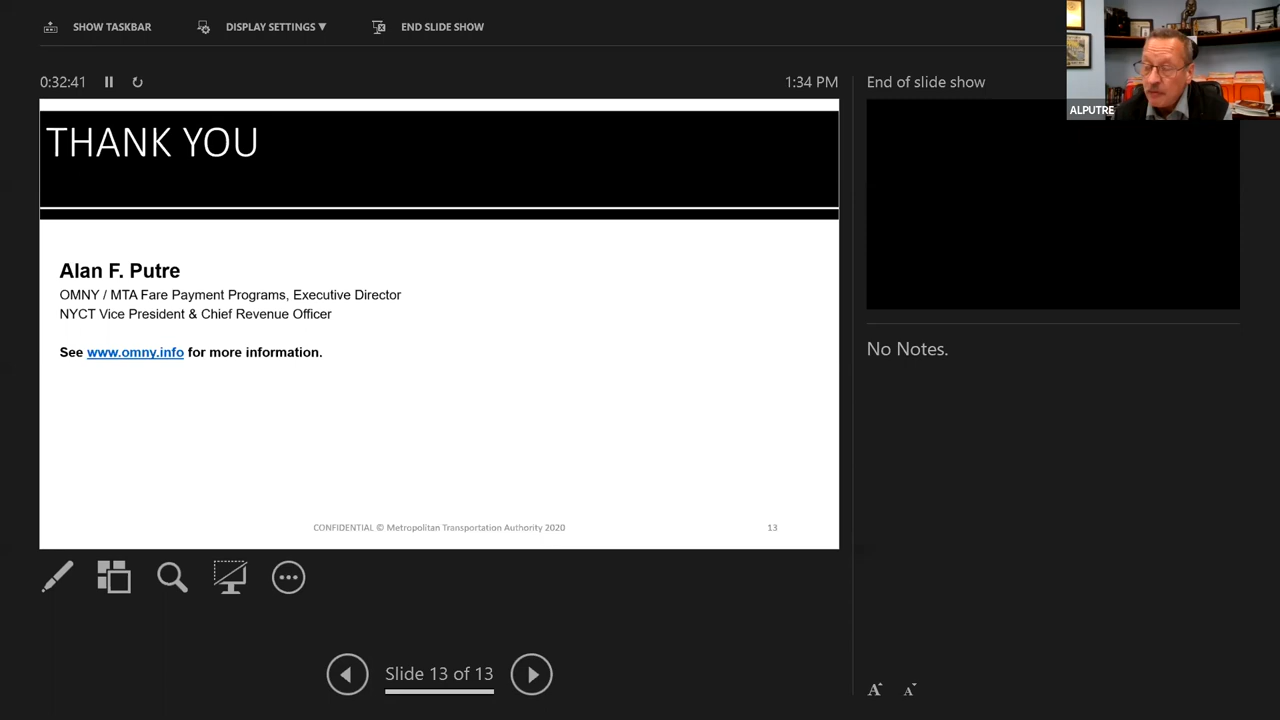 SHOW TASKBAR
DISPLAY SETTINGS ▼
END SLIDE SHOW
0:32:41
1:34 PM
End of slide show
ALPUTRE
THANK YOU
Alan F. Putre
OMNY / MTA Fare Payment Programs, Executive Director
NYCT Vice President & Chief Revenue Officer
See www.omny.info for more information.
CONFIDENTIAL © Metropolitan Transportation Authority 2020
13
No Notes.
Slide 13 of 13
A
A